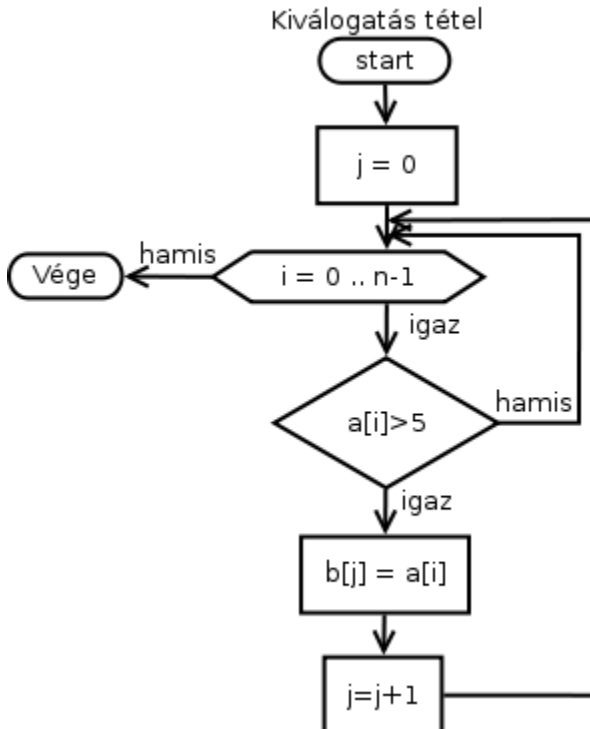 Kiválogatás tétel
start
j = 0
hamis
Vége
i = 0 .. n-1
igaz
a[i]>5
hamis
igaz
b[j] = a[i]
j=j+1